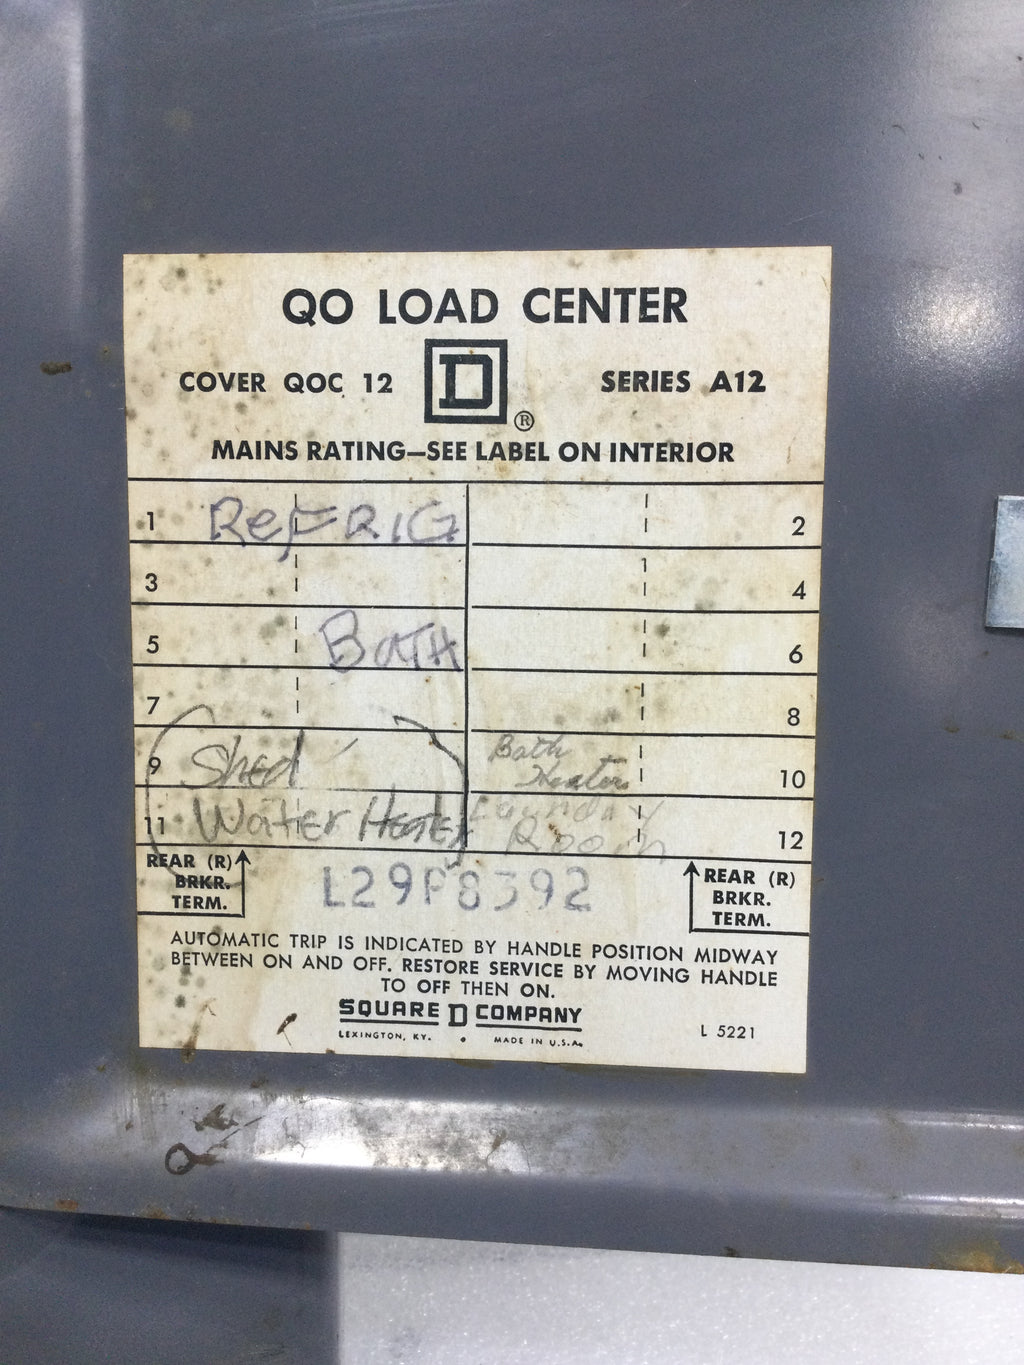 QO LOAD CENTER
COVER QOC 12 D ® SERIES A12
MAINS RATING—SEE LABEL ON INTERIOR
1 ReFRIG 2
3 4
5 BATH 6
7 8
9 Shed Bath Heater 10
11 Water Heater Laundry Room 12
REAR (R) BRKR. TERM.
L29P8392
REAR (R) BRKR. TERM.
AUTOMATIC TRIP IS INDICATED BY HANDLE POSITION MIDWAY
BETWEEN ON AND OFF. RESTORE SERVICE BY MOVING HANDLE
TO OFF THEN ON.
SQUARE D COMPANY
LEXINGTON, KY. • MADE IN U.S.A.
L 5221